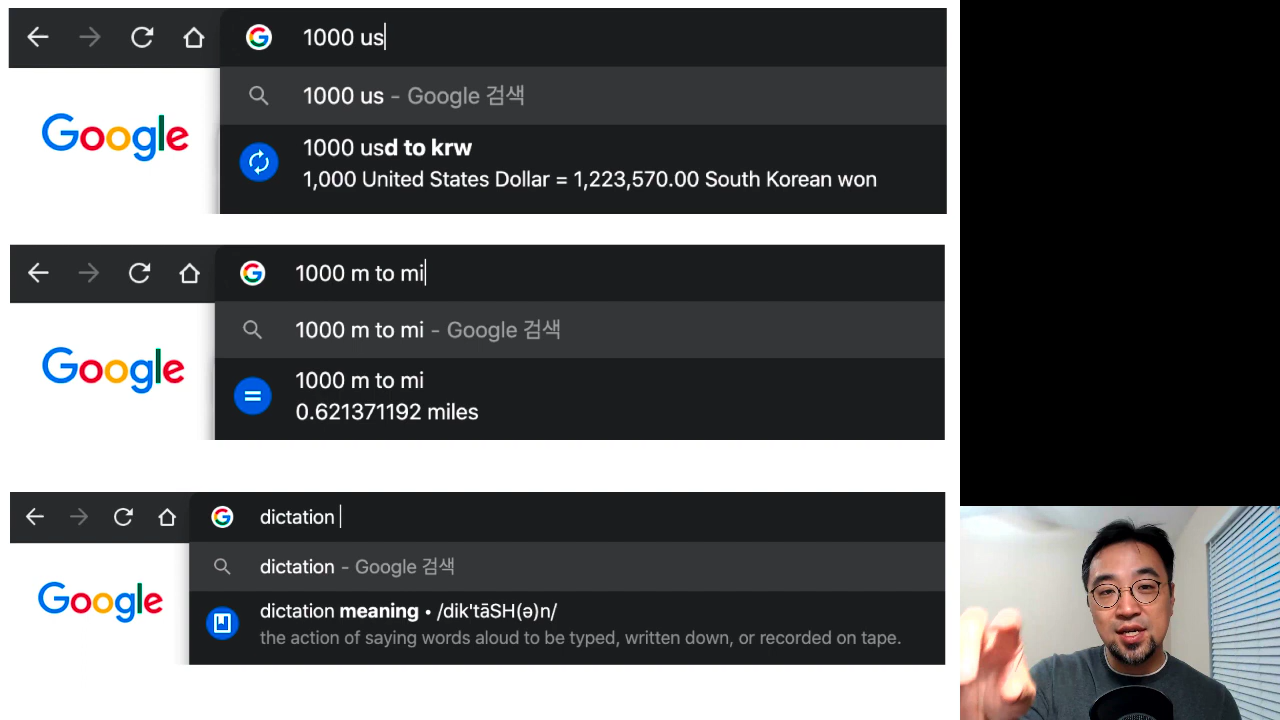 1000 us
1000 us - Google 검색
Google
1000 usd to krw
1,000 United States Dollar = 1,223,570.00 South Korean won
1000 m to mi
1000 m to mi - Google 검색
Google
1000 m to mi
0.621371192 miles
dictation
dictation - Google 검색
Google
dictation meaning • /dik'tāSH(ə)n/
the action of saying words aloud to be typed, written down, or recorded on tape.